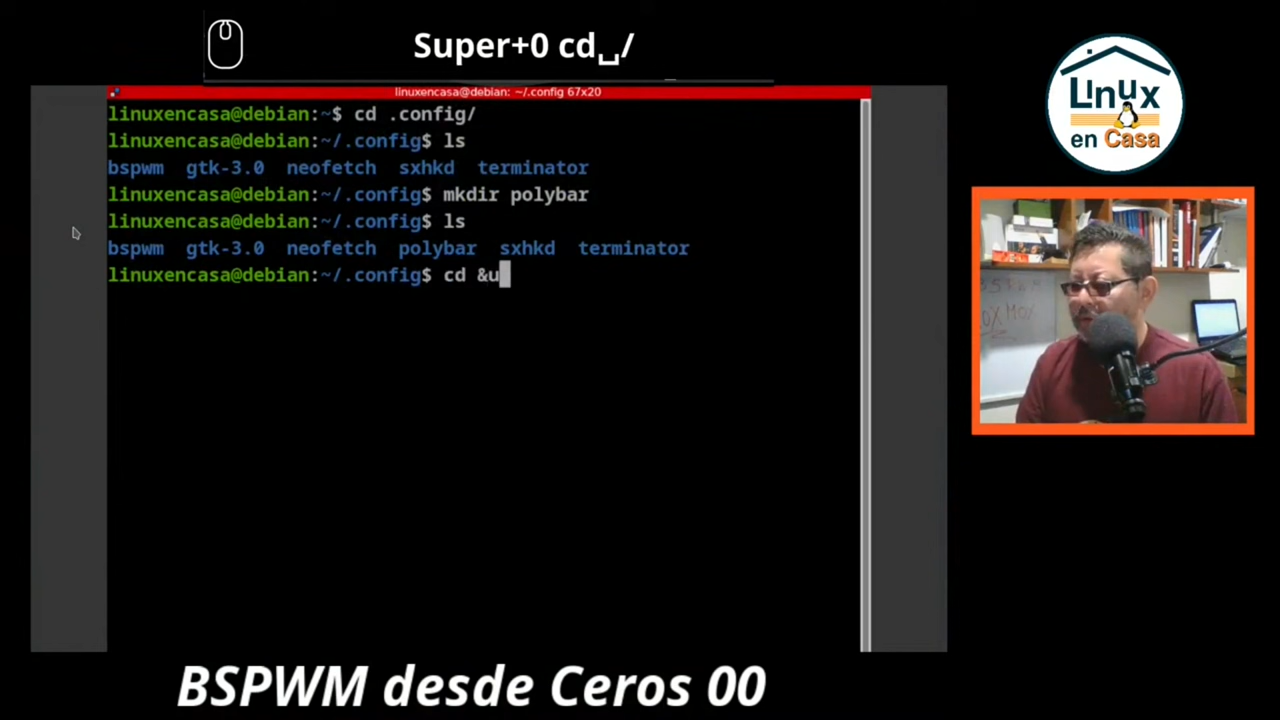 Super+0 cd␣/
linuxencasa@debian: ~/.config 67x20
linuxencasa@debian:~$ cd .config/
linuxencasa@debian:~/.config$ ls
bspwm gtk-3.0 neofetch sxhkd terminator
linuxencasa@debian:~/.config$ mkdir polybar
linuxencasa@debian:~/.config$ ls
bspwm gtk-3.0 neofetch polybar sxhkd terminator
linuxencasa@debian:~/.config$ cd &u
LInux
en Casa
BSPWM desde Ceros 00